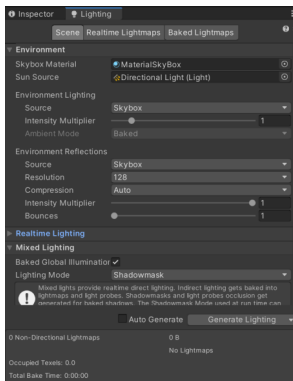 Inspector
Lighting
Scene Realtime Lightmaps Baked Lightmaps
Environment
Skybox Material MaterialSkyBox
Sun Source Directional Light (Light)
Environment Lighting
Source Skybox
Intensity Multiplier 1
Ambient Mode Baked
Environment Reflections
Source Skybox
Resolution 128
Compression Auto
Intensity Multiplier 1
Bounces 1
Realtime Lighting
Mixed Lighting
Baked Global Illumination
Lighting Mode Shadowmask
Mixed lights provide realtime direct lighting. Indirect lighting gets baked into
lightmaps and light probes. Shadowmasks and light probes occlusion get
generated for baked shadows. The Shadowmask Mode used at run time can
Auto Generate Generate Lighting
0 Non-Directional Lightmaps 0 B
No Lightmaps
Occupied Texels: 0.0
Total Bake Time: 0:00:00